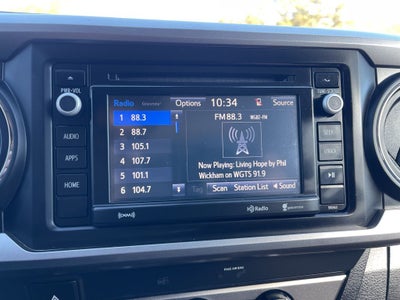 PWR·VOL
AUDIO
APPS
HOME
Radio
Options
10:34
Source
1 88.3
2 88.7
3 105.1
4 107.7
5 101.1
6 104.7
FM 88.3
Now Playing: Living Hope by Phil
Wickham on WGTS 91.9
Scan
Station List
Sound
HD Radio
SEEK